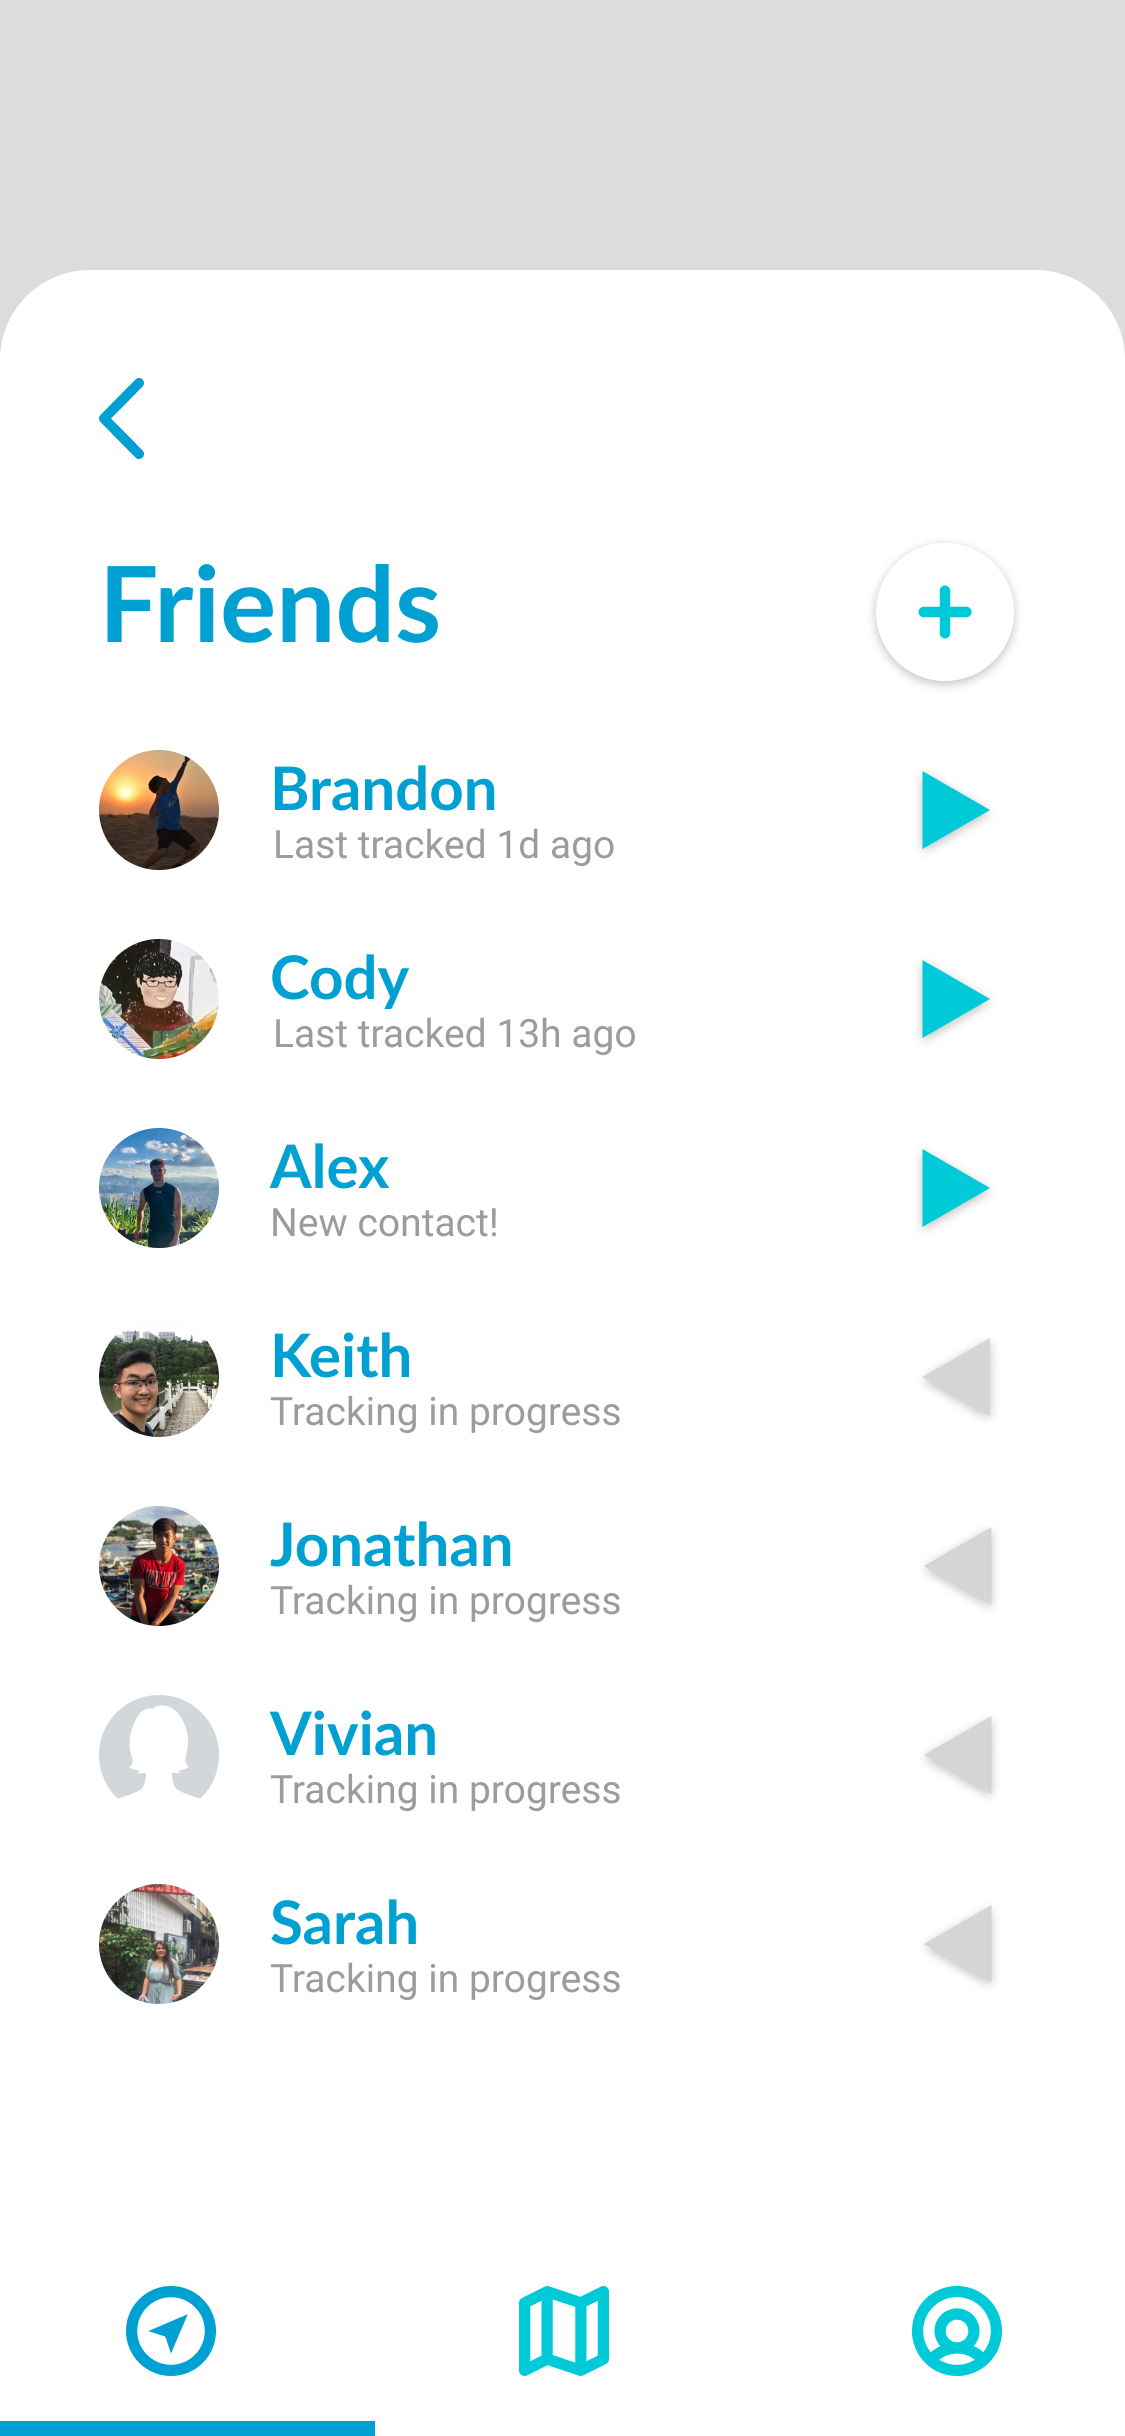 Friends
Brandon
Last tracked 1d ago
Cody
Last tracked 13h ago
Alex
New contact!
Keith
Tracking in progress
Jonathan
Tracking in progress
Vivian
Tracking in progress
Sarah
Tracking in progress